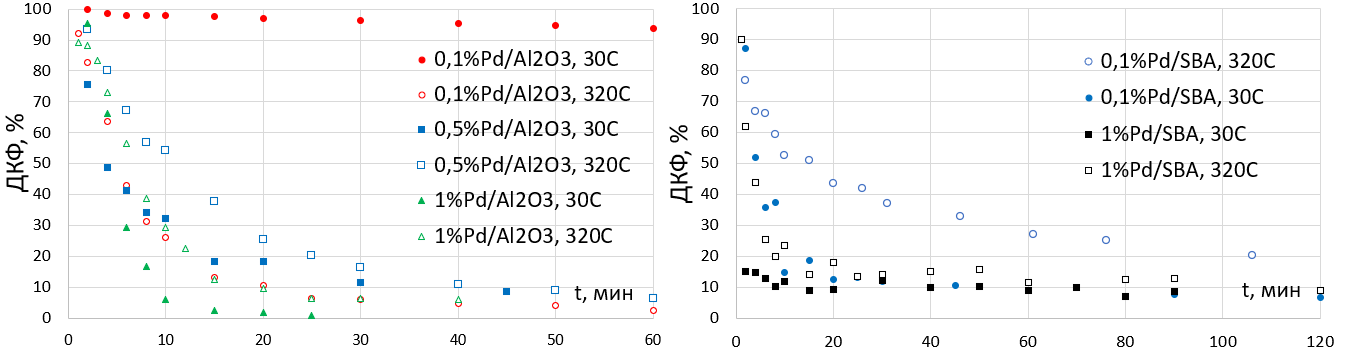 100
90
80
70
60
50
40
30
20
10
0
ДКФ, %
0,1%Pd/Al2O3, 30C
0,1%Pd/Al2O3, 320C
0,5%Pd/Al2O3, 30C
0,5%Pd/Al2O3, 320C
1%Pd/Al2O3, 30C
1%Pd/Al2O3, 320C
t, мин
0 10 20 30 40 50 60
100
90
80
70
60
50
40
30
20
10
0
ДКФ, %
0,1%Pd/SBA, 320C
0,1%Pd/SBA, 30C
1%Pd/SBA, 30C
1%Pd/SBA, 320C
t, мин
0 20 40 60 80 100 120